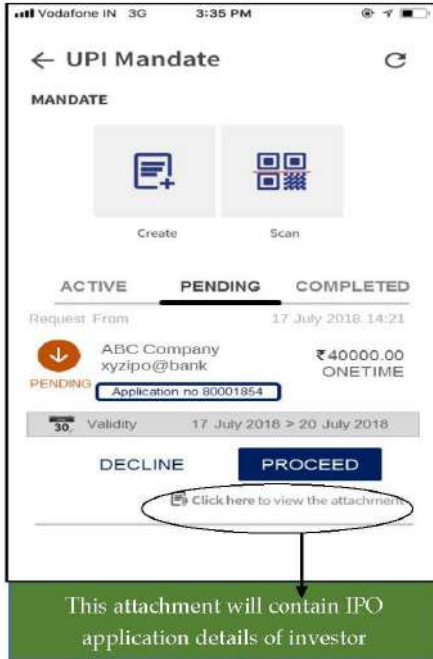 Vodafone IN 3G 3:35 PM
← UPI Mandate
MANDATE
Create Scan
ACTIVE PENDING COMPLETED
Request From 17 July 2018 14:21
ABC Company ₹40000.00
xyzipo@bank ONETIME
PENDING Application no 80001854
30 Validity 17 July 2018 > 20 July 2018
DECLINE PROCEED
Click here to view the attachment
This attachment will contain IPO
application details of investor